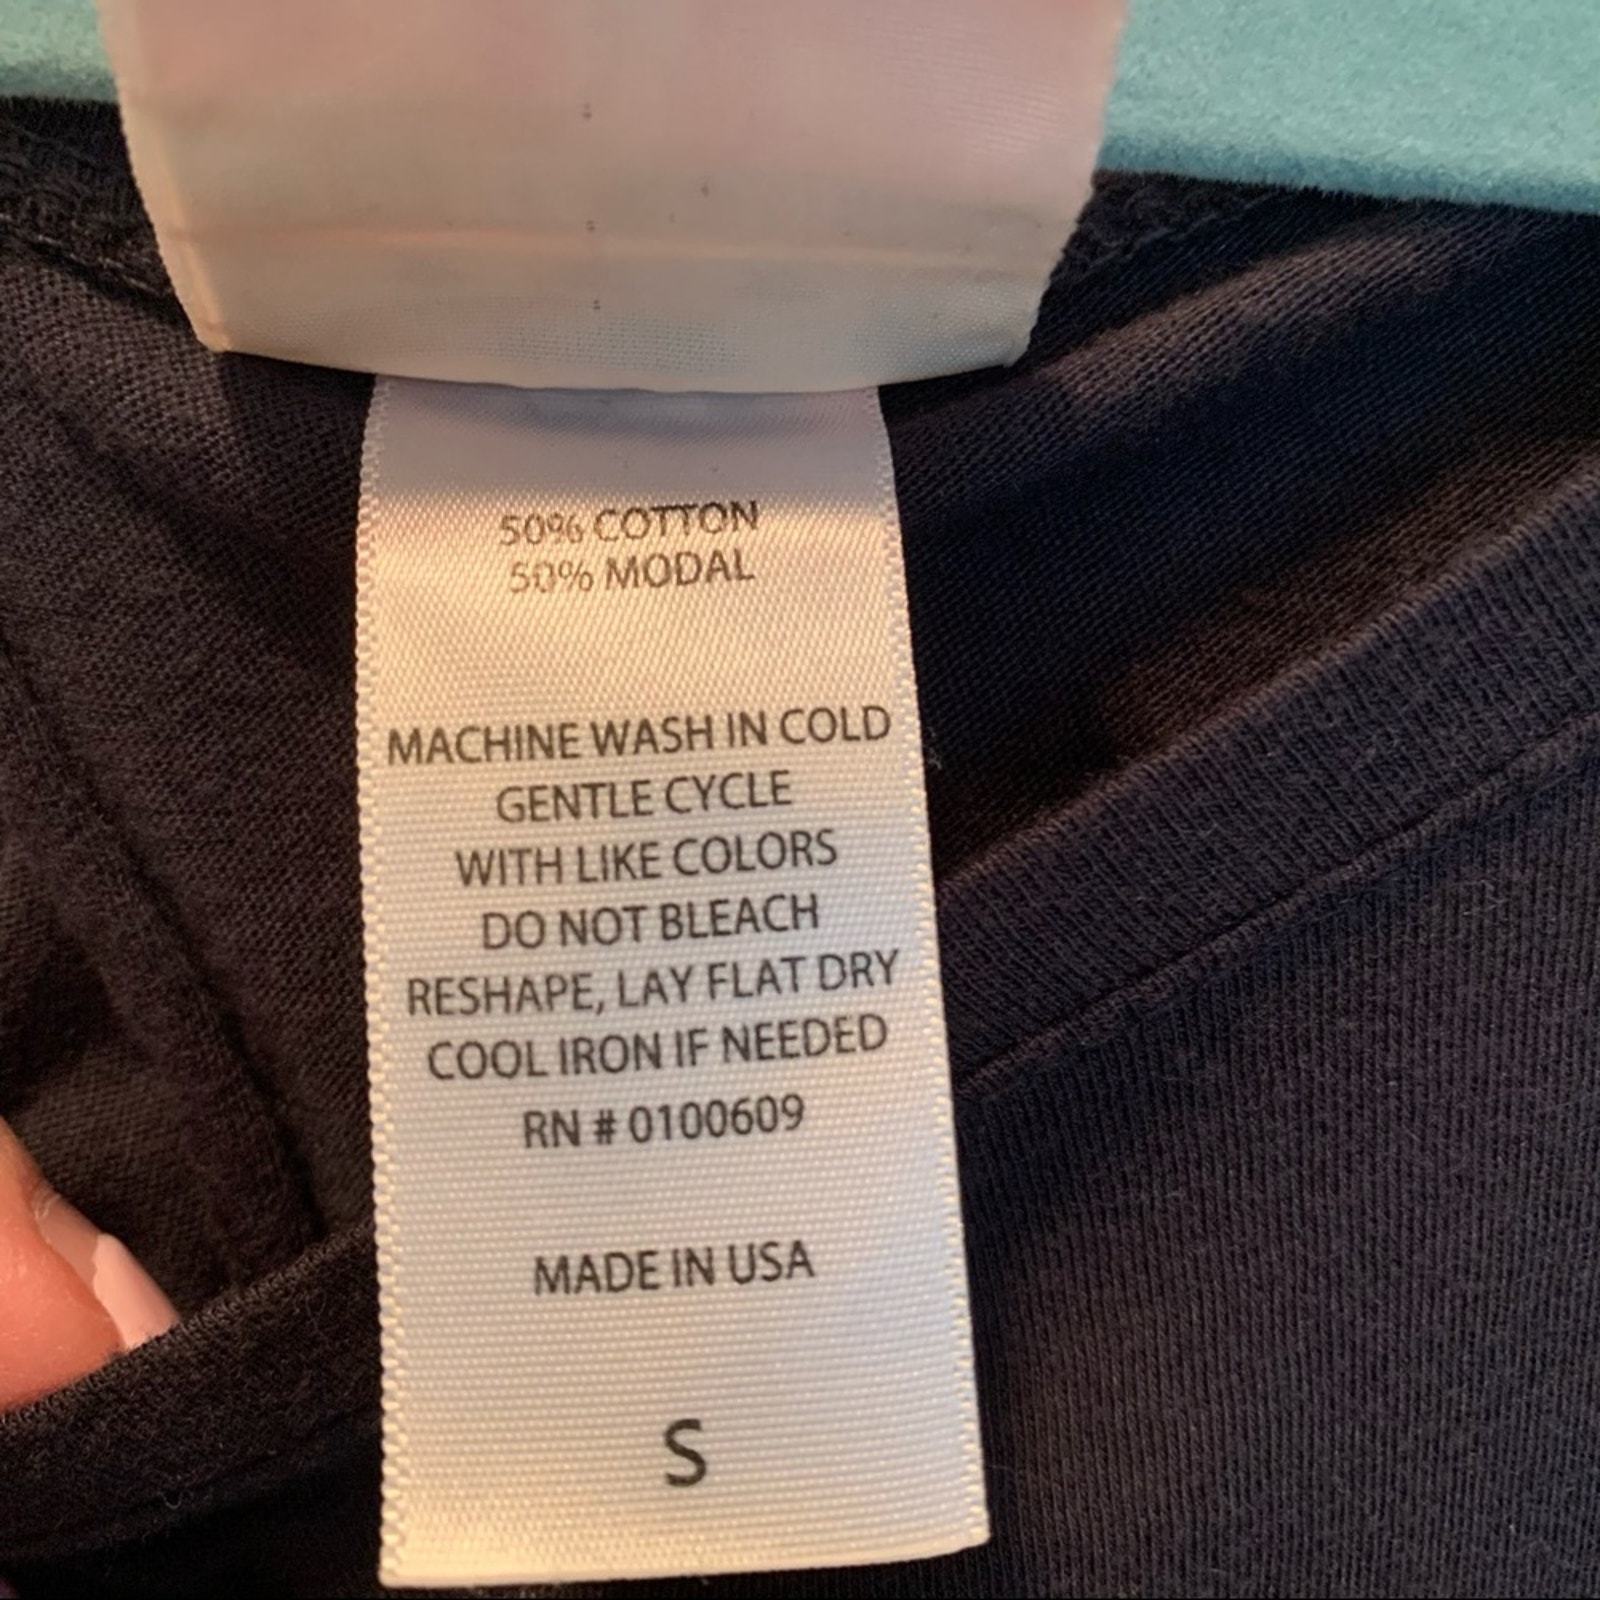 50% COTTON
50% MODAL
MACHINE WASH IN COLD
GENTLE CYCLE
WITH LIKE COLORS
DO NOT BLEACH
RESHAPE, LAY FLAT DRY
COOL IRON IF NEEDED
RN # 0100609
MADE IN USA
S